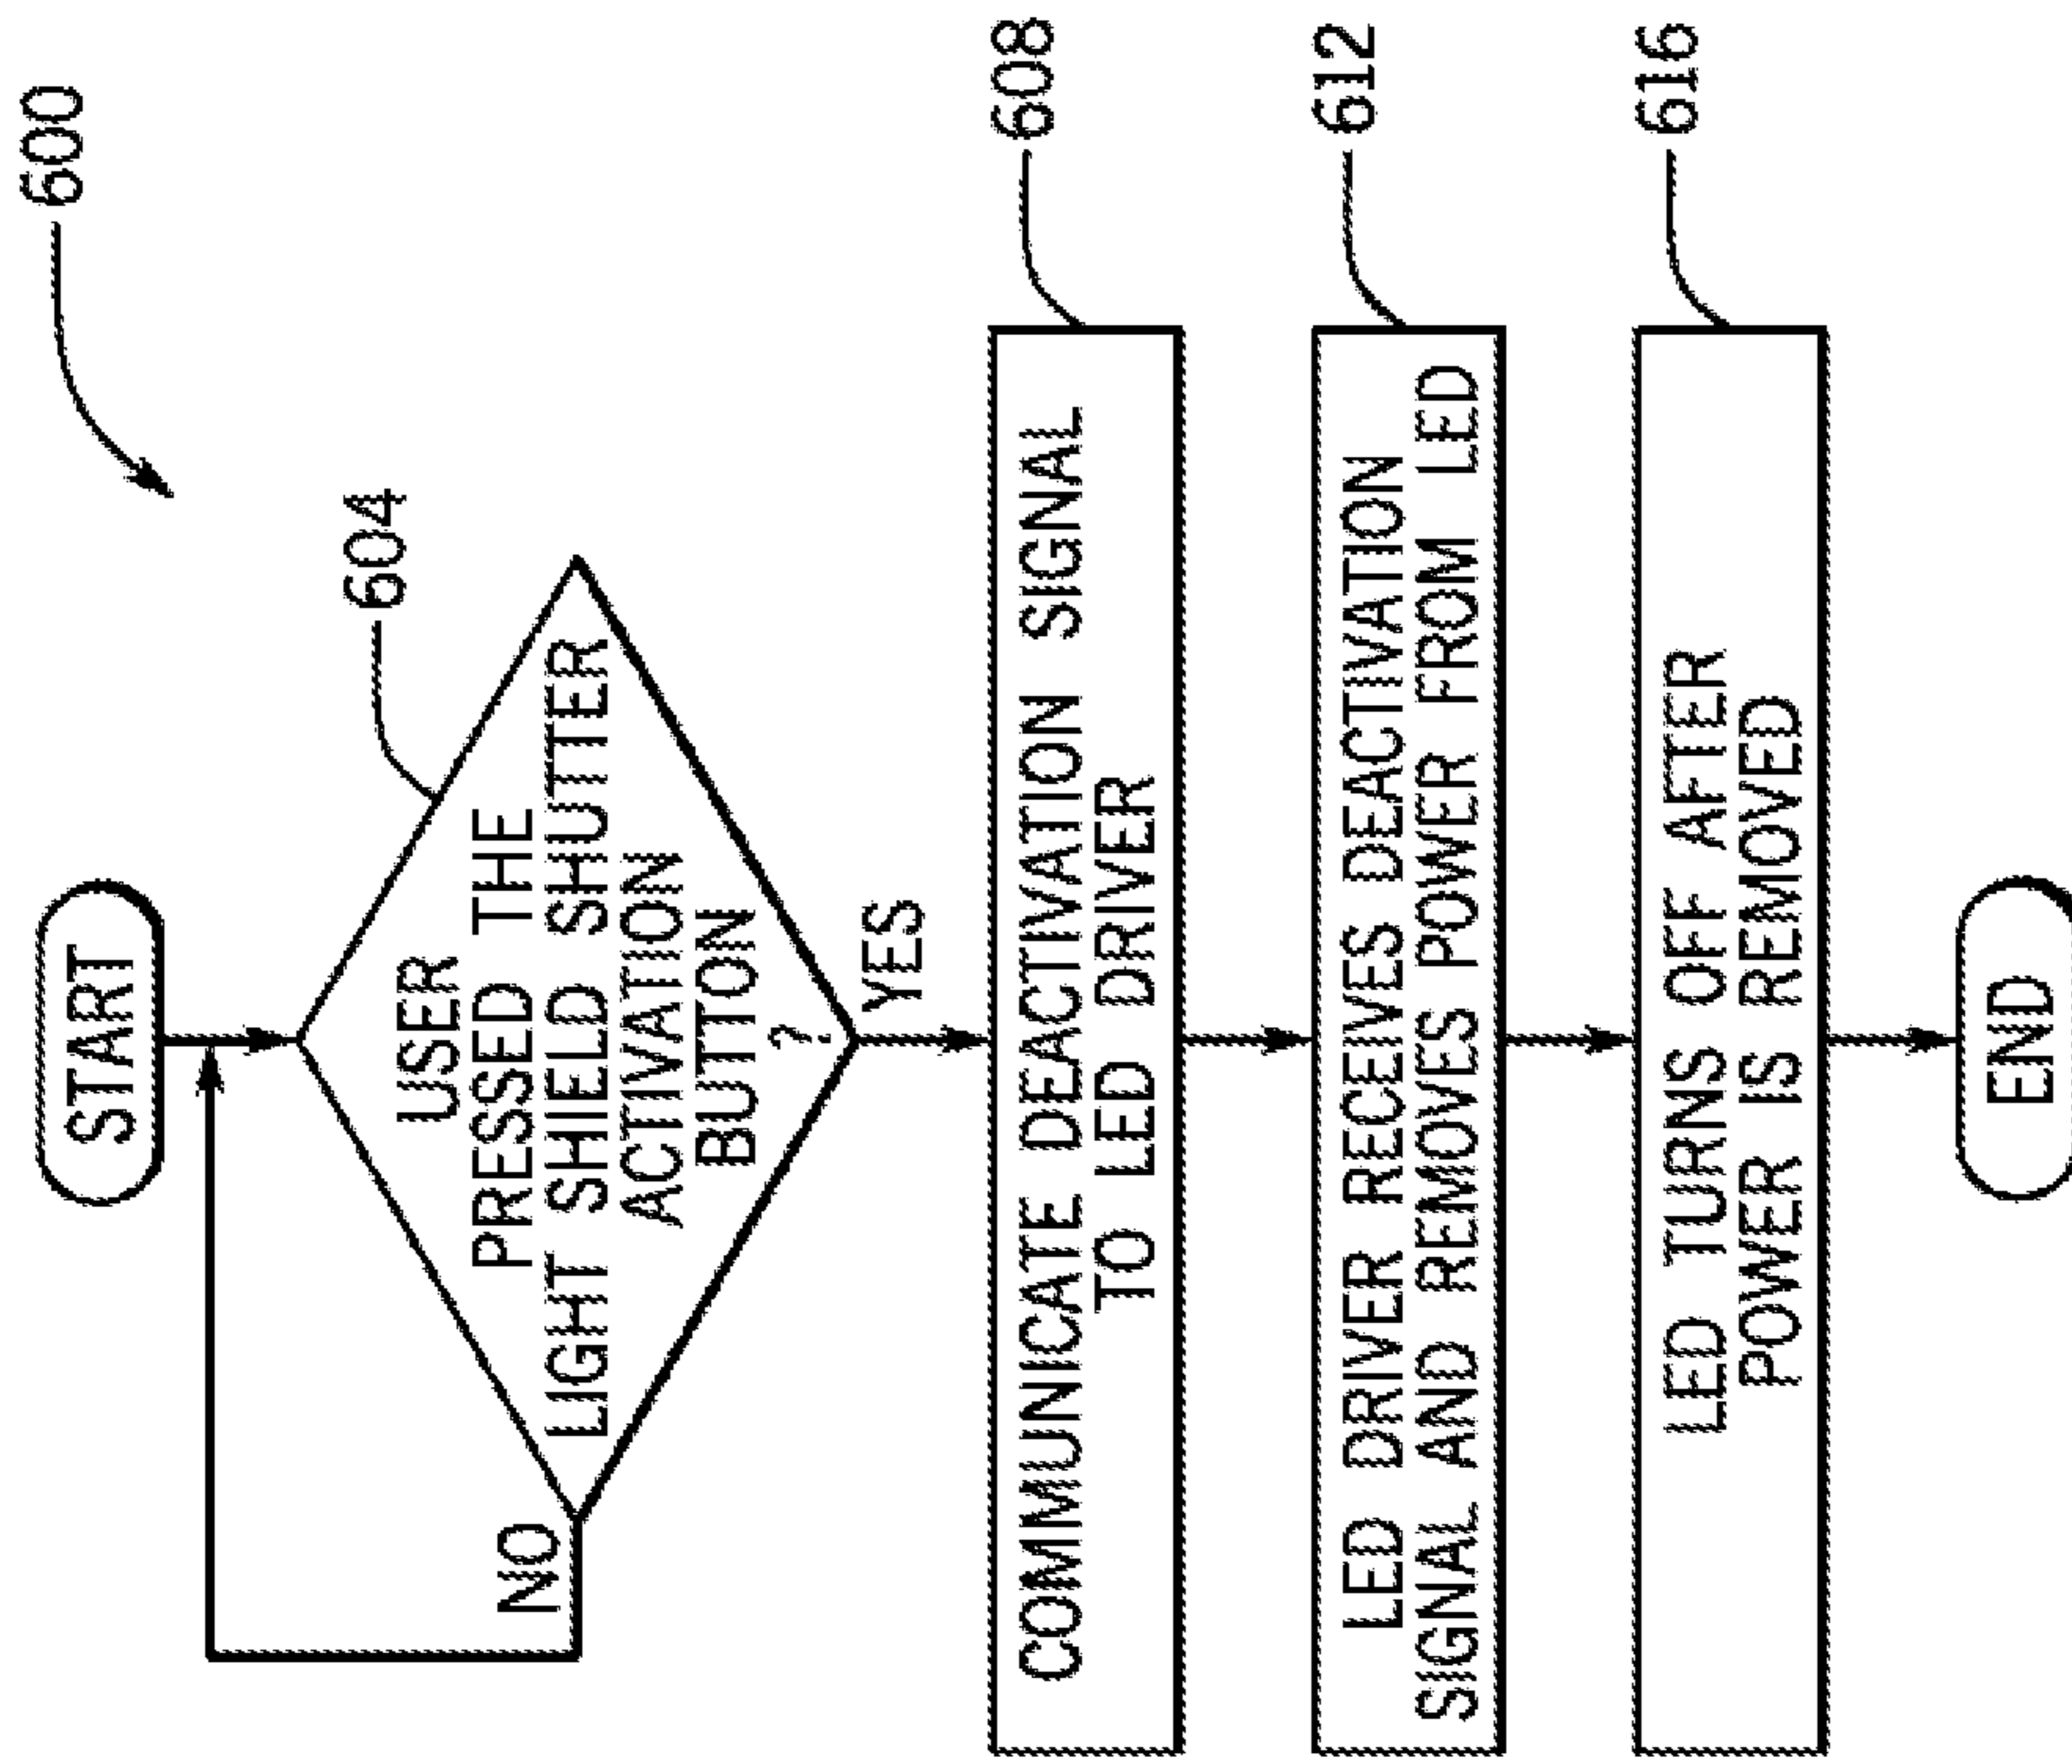 600
START
604
USER
PRESSED THE
LIGHT SHIELD SHUTTER
ACTIVATION
BUTTON
?
NO
YES
608
COMMUNICATE DEACTIVATION SIGNAL
TO LED DRIVER
612
LED DRIVER RECEIVES DEACTIVATION
SIGNAL AND REMOVES POWER FROM LED
616
LED TURNS OFF AFTER
POWER IS REMOVED
END